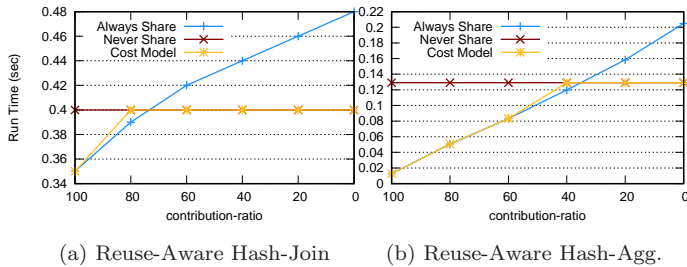 Always Share
Never Share
Cost Model
Run Time (sec)
0.48
0.46
0.44
0.42
0.4
0.38
0.36
0.34
100 80 60 40 20 0
contribution-ratio
(a) Reuse-Aware Hash-Join
Always Share
Never Share
Cost Model
0.22
0.2
0.18
0.16
0.14
0.12
0.1
0.08
0.06
0.04
0.02
0
100 80 60 40 20 0
contribution-ratio
(b) Reuse-Aware Hash-Agg.